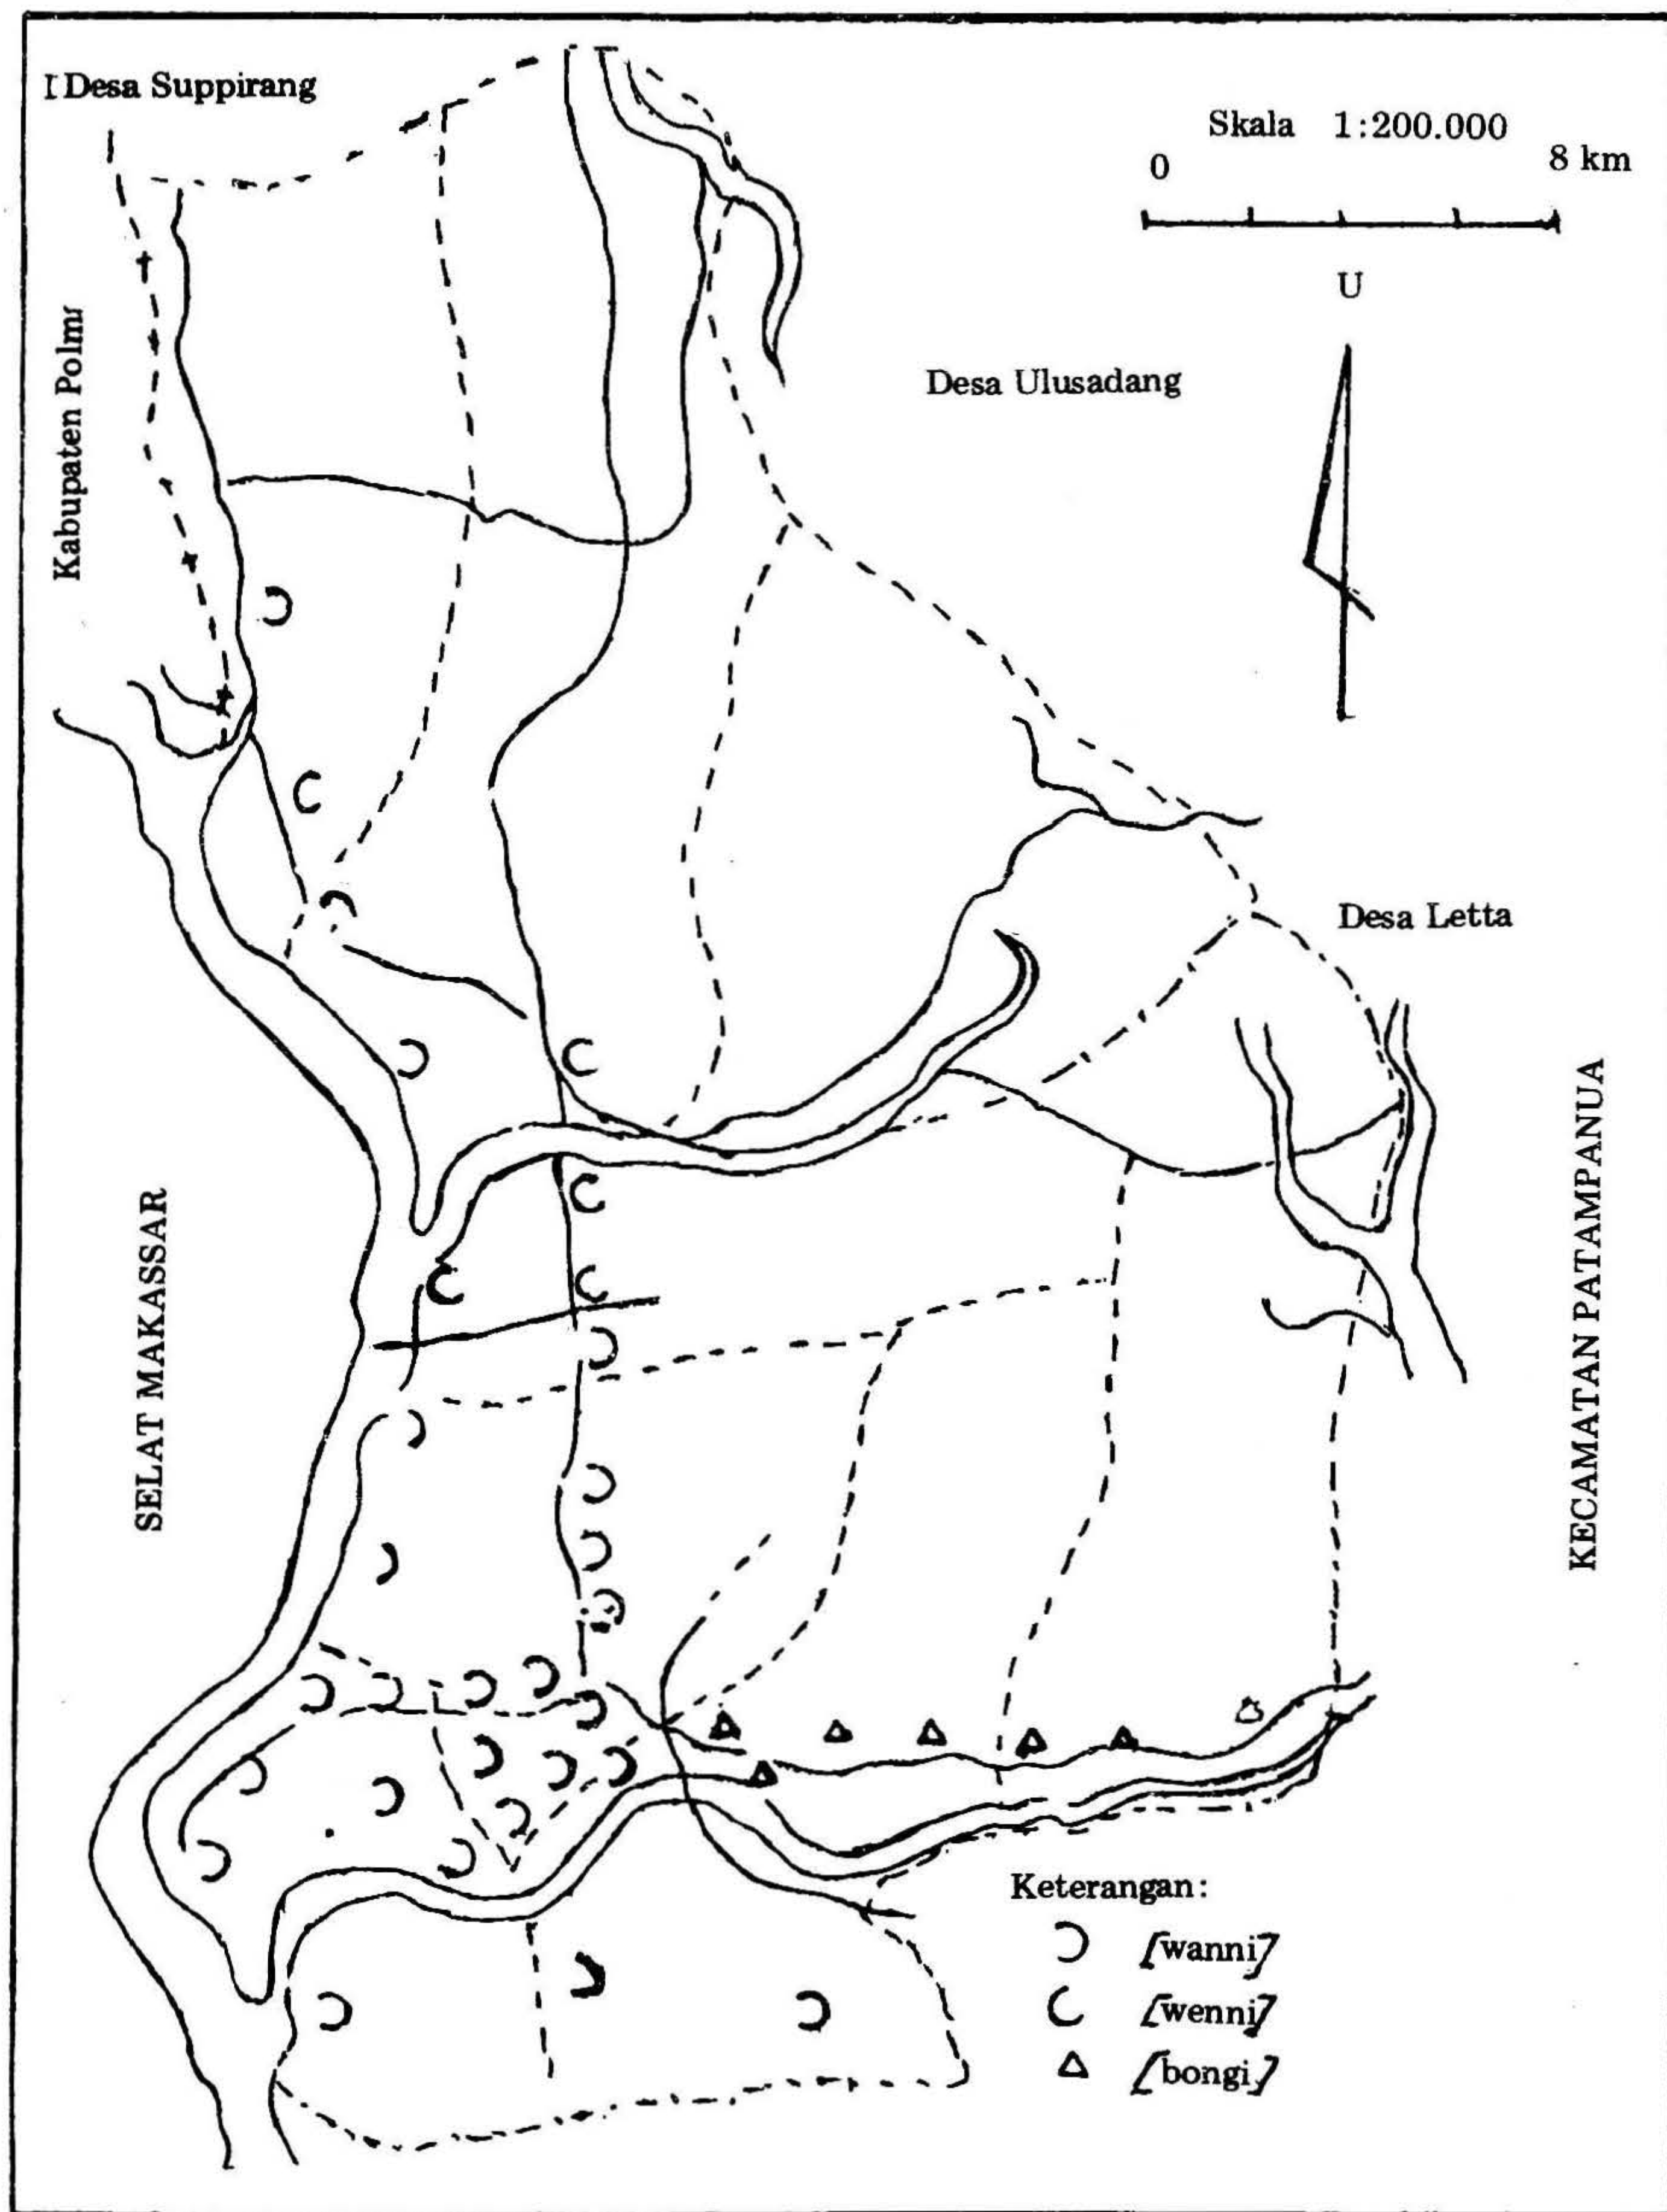 Desa Suppirang
Skala 1:200.000
0 8 km
U
Kabupaten Polm
Desa Ulusadang
Desa Letta
SELAT MAKASSAR
KECAMATAN PATAMPANUA
Keterangan:
[wanni]
[wenni]
[bongi]